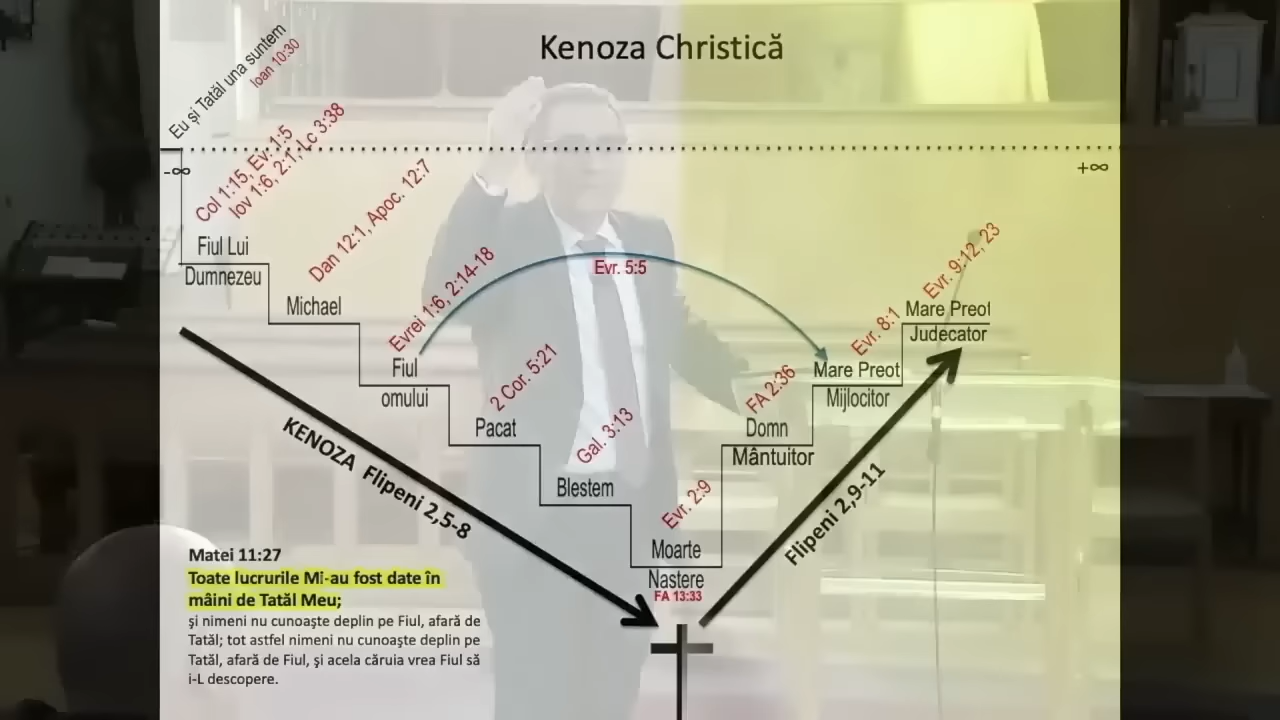 Kenoza Christică
Eu și Tatăl una suntem
Ioan 10:30
-∞
+∞
Col 1:15, Ev. 1:5
Iov 1:6, 2:1, Lc 3:38
Fiul Lui
Dumnezeu
Dan 12:1, Apoc. 12:7
Michael
Evrei 1:6, 2:14-18
Fiul
omului
Evr. 5:5
2 Cor. 5:21
Pacat
Gal. 3:13
Blestem
Evr. 2:9
Moarte
Nastere
FA 13:33
FA 2:36
Domn
Mântuitor
Evr. 8:1
Mare Preot
Mijlocitor
Evr. 9:12, 23
Mare Preot
Judecator
KENOZA Flipeni 2,5-8
Flipeni 2,9-11
Matei 11:27
Toate lucrurile Mi-au fost date în
mâini de Tatăl Meu;
şi nimeni nu cunoaşte deplin pe Fiul, afară de
Tatăl; tot astfel nimeni nu cunoaşte deplin pe
Tatăl, afară de Fiul, şi acela căruia vrea Fiul să
i-L descopere.